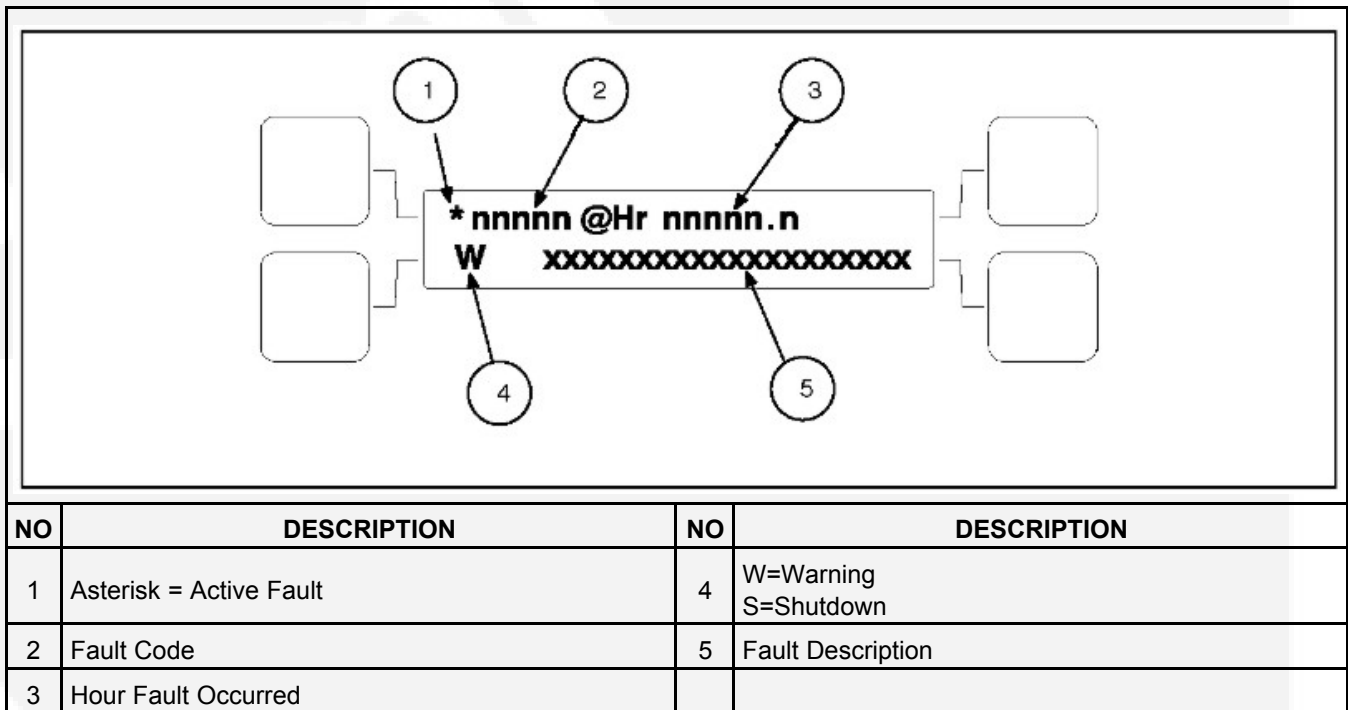 1 2 3
* nnnnn @Hr nnnnn.n
W xxxxxxxxxxxxxxxxxxxxx
4 5
NO DESCRIPTION NO DESCRIPTION
1 Asterisk = Active Fault 4 W=Warning
S=Shutdown
2 Fault Code 5 Fault Description
3 Hour Fault Occurred